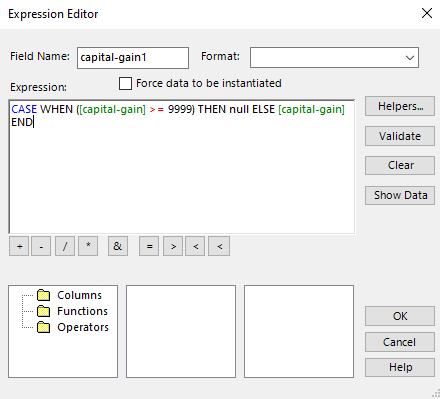 Expression Editor
Field Name: capital-gain1 Format:
Expression: Force data to be instantiated
CASE WHEN ([capital-gain] >= 9999) THEN null ELSE [capital-gain]
END
Helpers...
Validate
Clear
Show Data
+ - / * & = > < <
Columns
Functions
Operators
OK
Cancel
Help